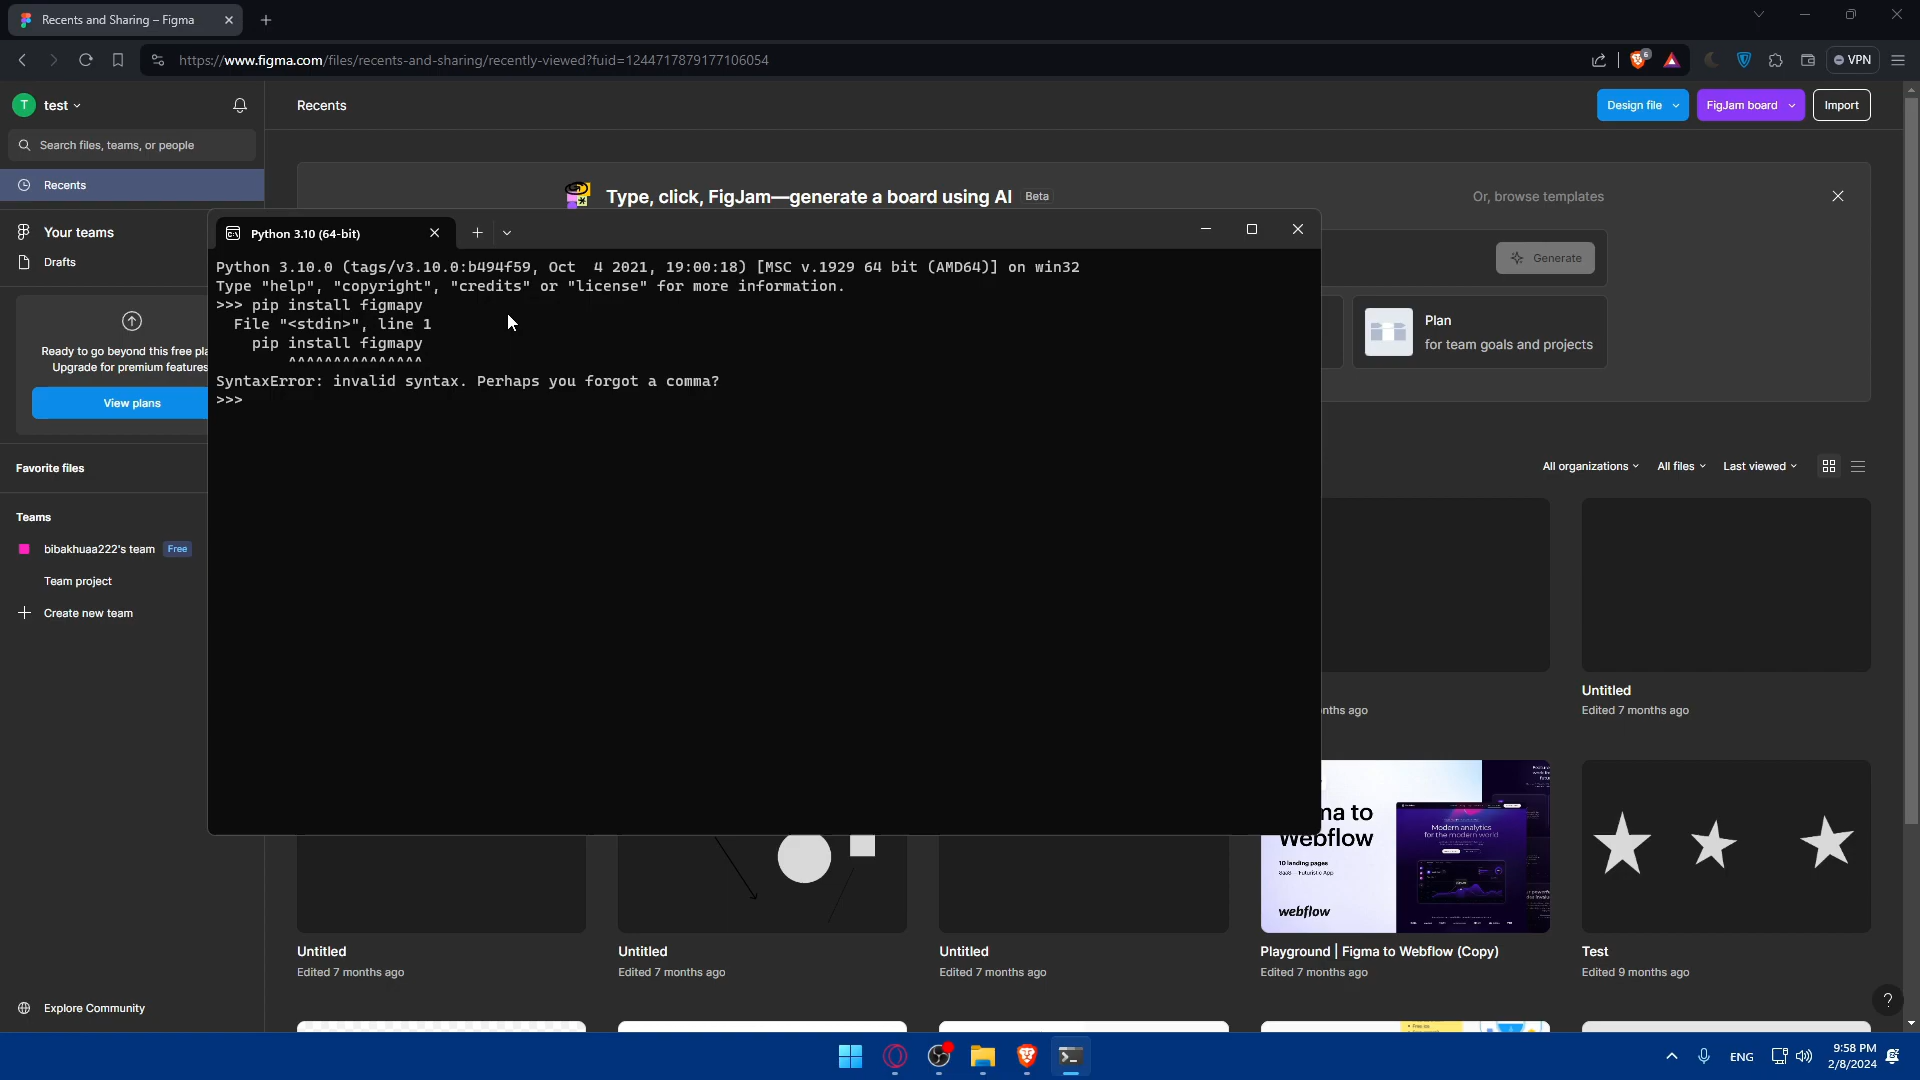 Recents and Sharing – Figma
https://www.figma.com/files/recents-and-sharing/recently-viewed?fuid=1244717879177106054
6
VPN
T
test
Recents
Design file
FigJam board
Import
Search files, teams, or people
Recents
Type, click, FigJam—generate a board using AI
Beta
Or, browse templates
Your teams
Drafts
Generate
Plan
for team goals and projects
Ready to go beyond this free pla
Upgrade for premium features
View plans
Python 3.10 (64-bit)
Python 3.10.0 (tags/v3.10.0:b494f59, Oct  4 2021, 19:00:18) [MSC v.1929 64 bit (AMD64)] on win32
Type "help", "copyright", "credits" or "license" for more information.
>>> pip install figmapy
  File "<stdin>", line 1
    pip install figmapy
        ^^^^^^^^^^^^^^^
SyntaxError: invalid syntax. Perhaps you forgot a comma?
>>>
Favorite files
All organizations
All files
Last viewed
Teams
bibakhuaa222's team
Free
Team project
Create new team
nths ago
Untitled
Edited 7 months ago
ma to
Webflow
10 landing pages
SaaS
Futuristic App
webflow
Modern analytics
for the modern world
Untitled
Edited 7 months ago
Untitled
Edited 7 months ago
Untitled
Edited 7 months ago
Playground | Figma to Webflow (Copy)
Edited 7 months ago
Test
Edited 9 months ago
Explore Community
?
ENG
9:58 PM
2/8/2024